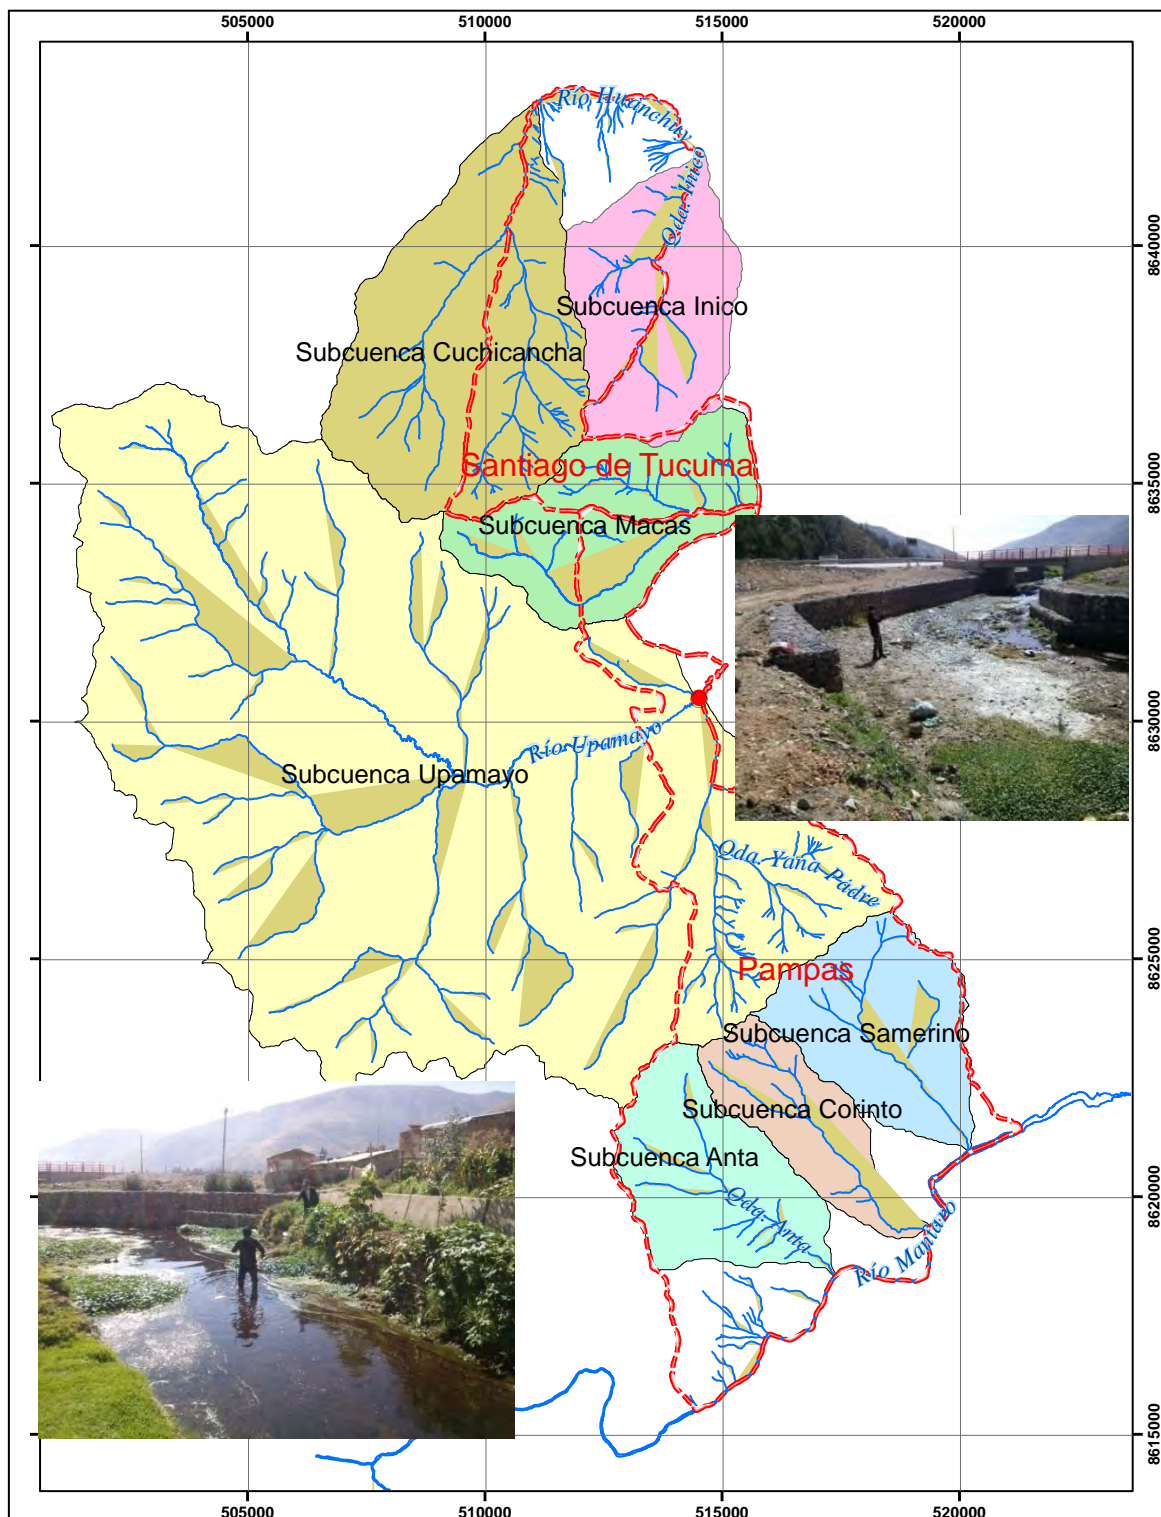 505000
510000
515000
520000
Río Huanchuy
Qda. Inico
8640000
Subcuenca Inico
Subcuenca Cuchicancha
Santiago de Tucuma
8635000
Subcuenca Macas
Río Upamayo
8630000
Subcuenca Upamayo
Qda. Yana Padre
Pampas
8625000
Subcuenca Samerino
Subcuenca Corinto
Subcuenca Anta
Qda. Anta
8620000
Río Mantaro
8615000
505000
510000
515000
520000